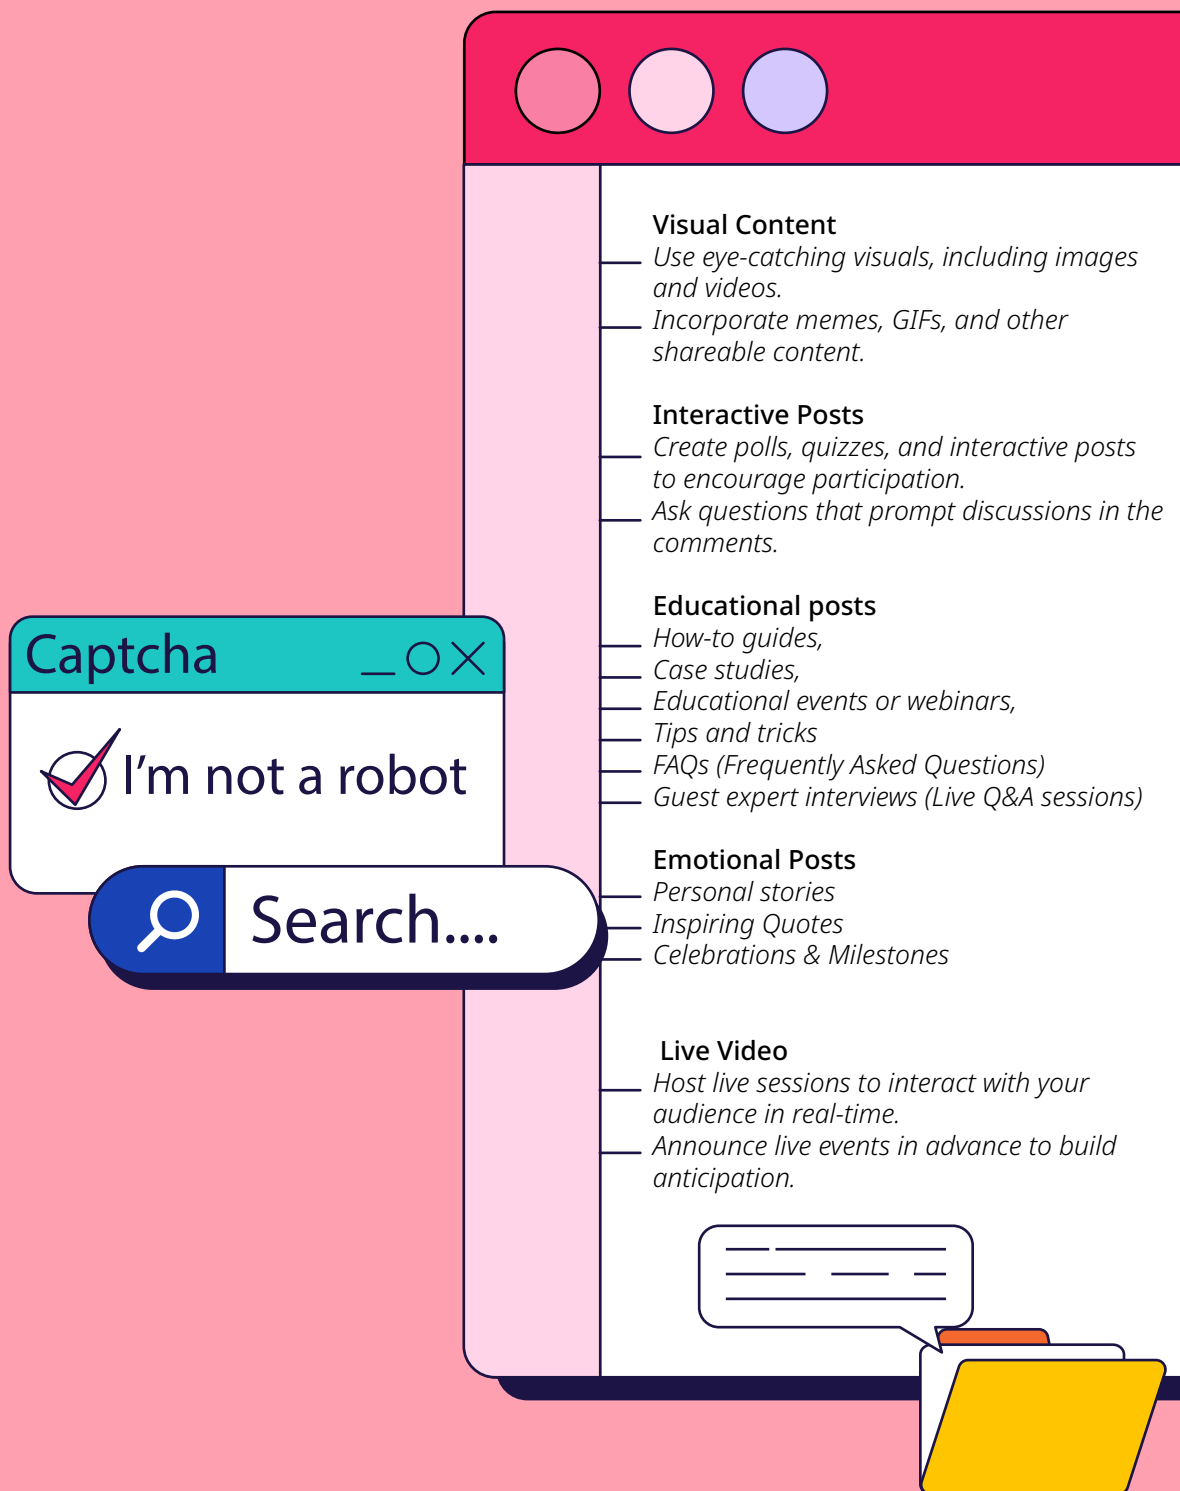 Visual Content
Use eye-catching visuals, including images
and videos.
Incorporate memes, GIFs, and other
shareable content.
Interactive Posts
Create polls, quizzes, and interactive posts
to encourage participation.
Ask questions that prompt discussions in the
comments.
Educational posts
How-to guides,
Case studies,
Educational events or webinars,
Tips and tricks
FAQs (Frequently Asked Questions)
Guest expert interviews (Live Q&A sessions)
Emotional Posts
Personal stories
Inspiring Quotes
Celebrations & Milestones
Live Video
Host live sessions to interact with your
audience in real-time.
Announce live events in advance to build
anticipation.
Captcha
I'm not a robot
Search....